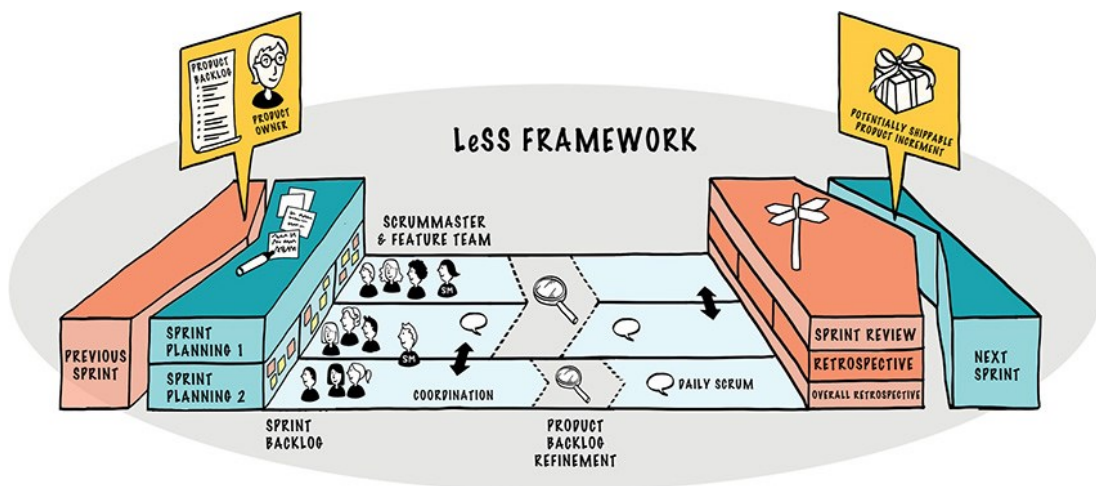 PRODUCT
BACKLOG
PRODUCT
OWNER
LeSS FRAMEWORK
POTENTIALLY SHIPPABLE
PRODUCT INCREMENT
SCRUMMASTER
& FEATURE TEAM
SM
SM
PREVIOUS
SPRINT
SPRINT
PLANNING 1
SPRINT
PLANNING 2
COORDINATION
DAILY SCRUM
SPRINT REVIEW
RETROSPECTIVE
OVERALL RETROSPECTIVE
NEXT
SPRINT
SPRINT
BACKLOG
PRODUCT
BACKLOG
REFINEMENT